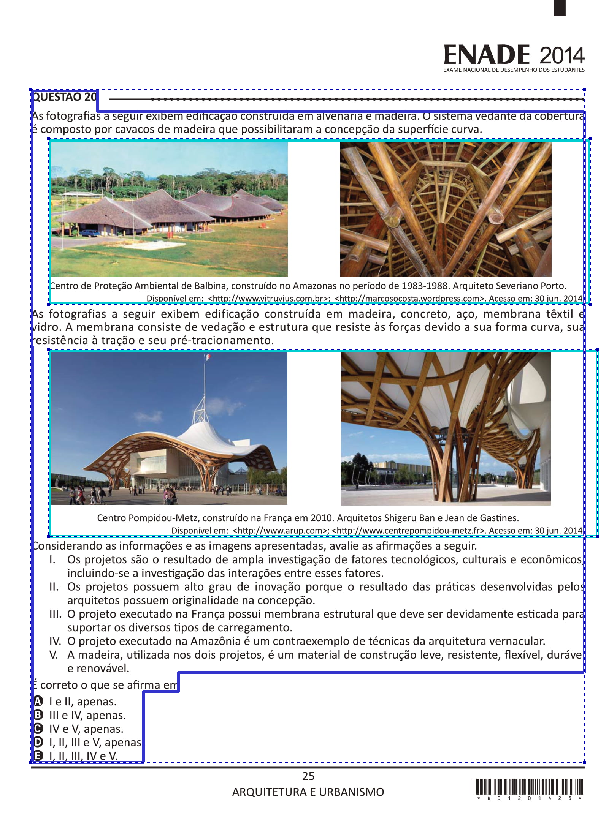 ENADE 2014
EXAME NACIONAL DE DESEMPENHO DOS ESTUDANTES
QUESTÃO 20
As fotografias a seguir exibem edificação construída em alvenaria e madeira. O sistema vedante da cobertura
é composto por cavacos de madeira que possibilitaram a concepção da superfície curva.
Centro de Proteção Ambiental de Balbina, construído no Amazonas no período de 1983-1988. Arquiteto Severiano Porto.
Disponível em: <http://www.vitruvius.com.br>; <http://marcosocosta.wordpress.com>. Acesso em: 30 jun. 2014.
As fotografias a seguir exibem edificação construída em madeira, concreto, aço, membrana têxtil e
vidro. A membrana consiste de vedação e estrutura que resiste às forças devido a sua forma curva, sua
resistência à tração e seu pré-tracionamento.
Centro Pompidou-Metz, construído na França em 2010. Arquitetos Shigeru Ban e Jean de Gastines.
Disponível em: <http://www.arup.com>; <http://www.centrepompidou-metz.fr>. Acesso em: 30 jun. 2014.
Considerando as informações e as imagens apresentadas, avalie as afirmações a seguir.
I. Os projetos são o resultado de ampla investigação de fatores tecnológicos, culturais e econômicos,
incluindo-se a investigação das interações entre esses fatores.
II. Os projetos possuem alto grau de inovação porque o resultado das práticas desenvolvidas pelos
arquitetos possuem originalidade na concepção.
III. O projeto executado na França possui membrana estrutural que deve ser devidamente esticada para
suportar os diversos tipos de carregamento.
IV. O projeto executado na Amazônia é um contraexemplo de técnicas da arquitetura vernacular.
V. A madeira, utilizada nos dois projetos, é um material de construção leve, resistente, flexível, durável
e renovável.
É correto o que se afirma em
A I e II, apenas.
B III e IV, apenas.
C IV e V, apenas.
D I, II, III e V, apenas.
E I, II, III, IV e V.
25
ARQUITETURA E URBANISMO